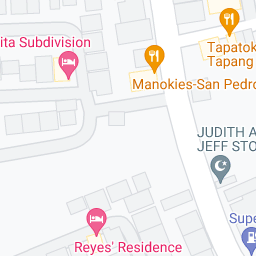 ita Subdivision
Tapatok
Tapang
Manokies-San Pedro
JUDITH A
JEFF STO
Supe
Reyes' Residence